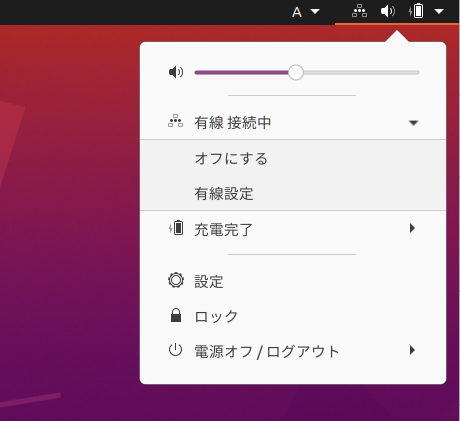 A
有線 接続中
オフにする
有線設定
充電完了
設定
ロック
電源オフ / ログアウト